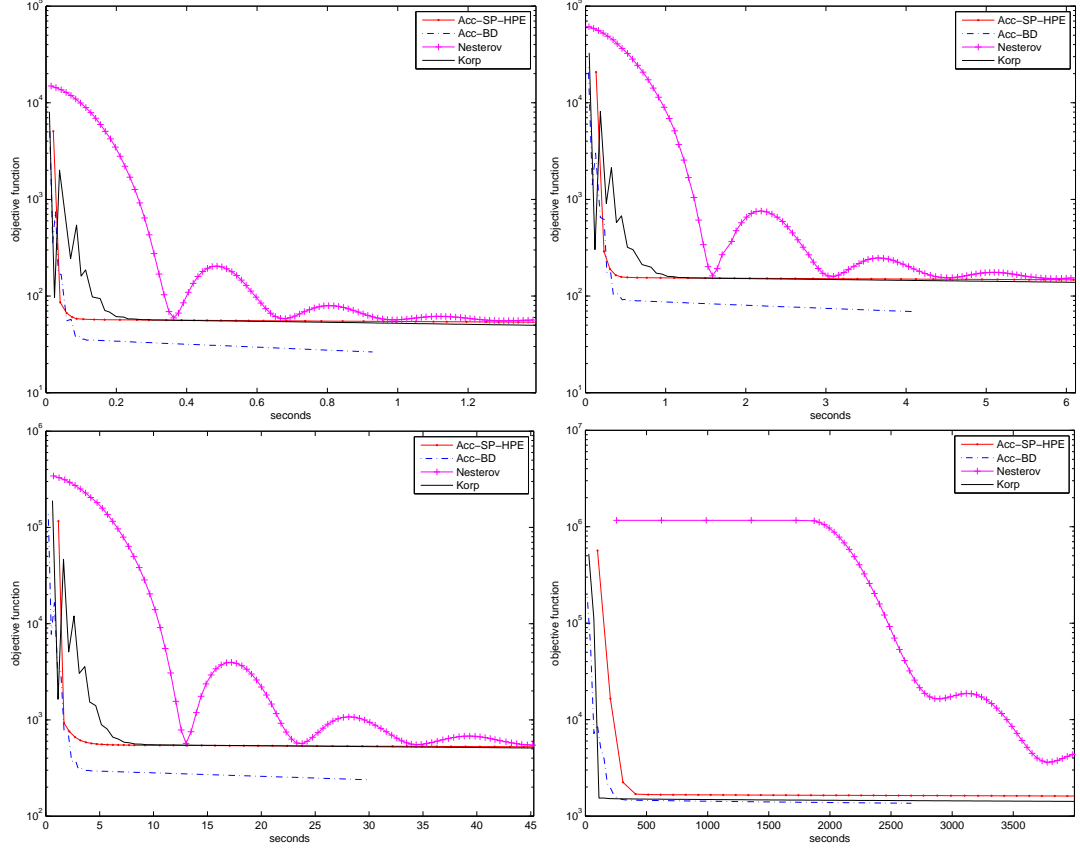 Acc−SP−HPE
Acc−BD
Nesterov
Korp
10^4
10^3
10^2
10^1
objective function
0 0.2 0.4 0.6 0.8 1 1.2
seconds
Acc−SP−HPE
Acc−BD
Nesterov
Korp
10^5
10^4
10^3
10^2
10^1
objective function
0 1 2 3 4 5 6
seconds
Acc−SP−HPE
Acc−BD
Nesterov
Korp
10^6
10^5
10^4
10^3
10^2
objective function
0 5 10 15 20 25 30 35 40 45
seconds
Acc−SP−HPE
Acc−BD
Nesterov
Korp
10^7
10^6
10^5
10^4
10^3
objective function
0 500 1000 1500 2000 2500 3000 3500
seconds